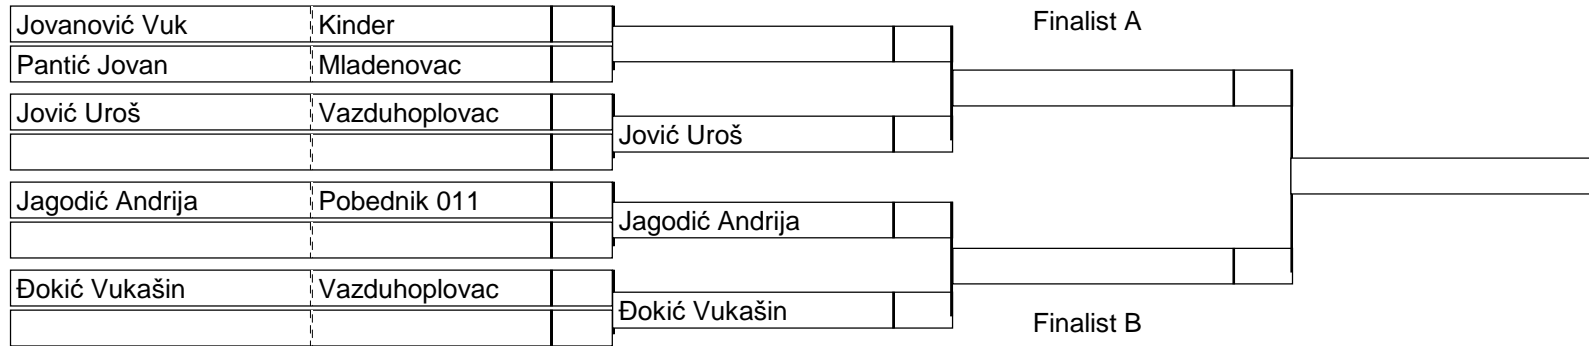 Jovanović Vuk Kinder
Finalist A
Pantić Jovan Mladenovac
Jović Uroš Vazduhoplovac
Jović Uroš
Jagodić Andrija Pobednik 011
Jagodić Andrija
Đokić Vukašin Vazduhoplovac
Đokić Vukašin
Finalist B